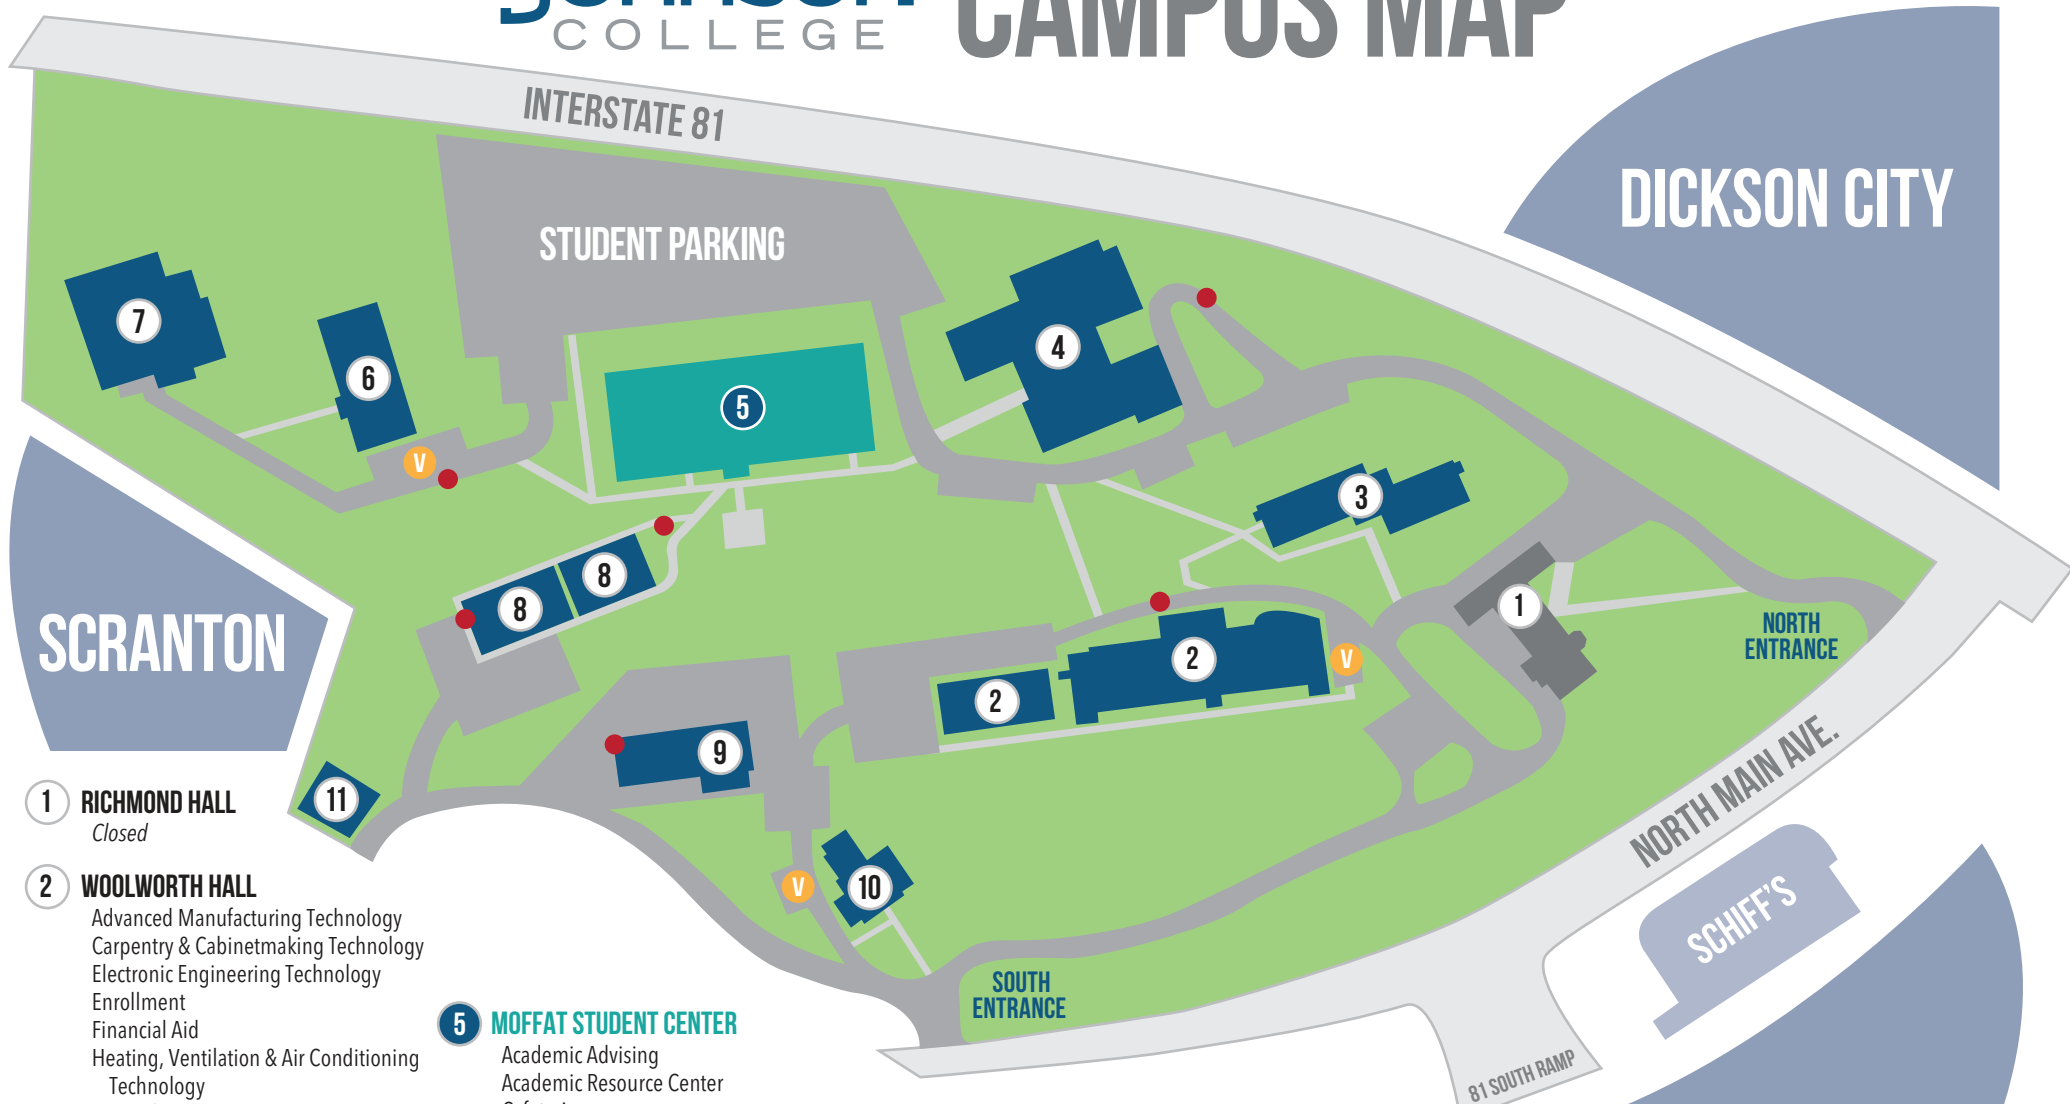 COLLEGE
CAMPUS MAP
INTERSTATE 81
DICKSON CITY
STUDENT PARKING
7
6
5
4
V
3
8
8
1
SCRANTON
2
2
V
NORTH
ENTRANCE
9
11
10
V
NORTH MAIN AVE.
SCHIFF'S
SOUTH
ENTRANCE
81 SOUTH RAMP
1 RICHMOND HALL
Closed
2 WOOLWORTH HALL
Advanced Manufacturing Technology
Carpentry & Cabinetmaking Technology
Electronic Engineering Technology
Enrollment
Financial Aid
Heating, Ventilation & Air Conditioning
Technology
5 MOFFAT STUDENT CENTER
Academic Advising
Academic Resource Center